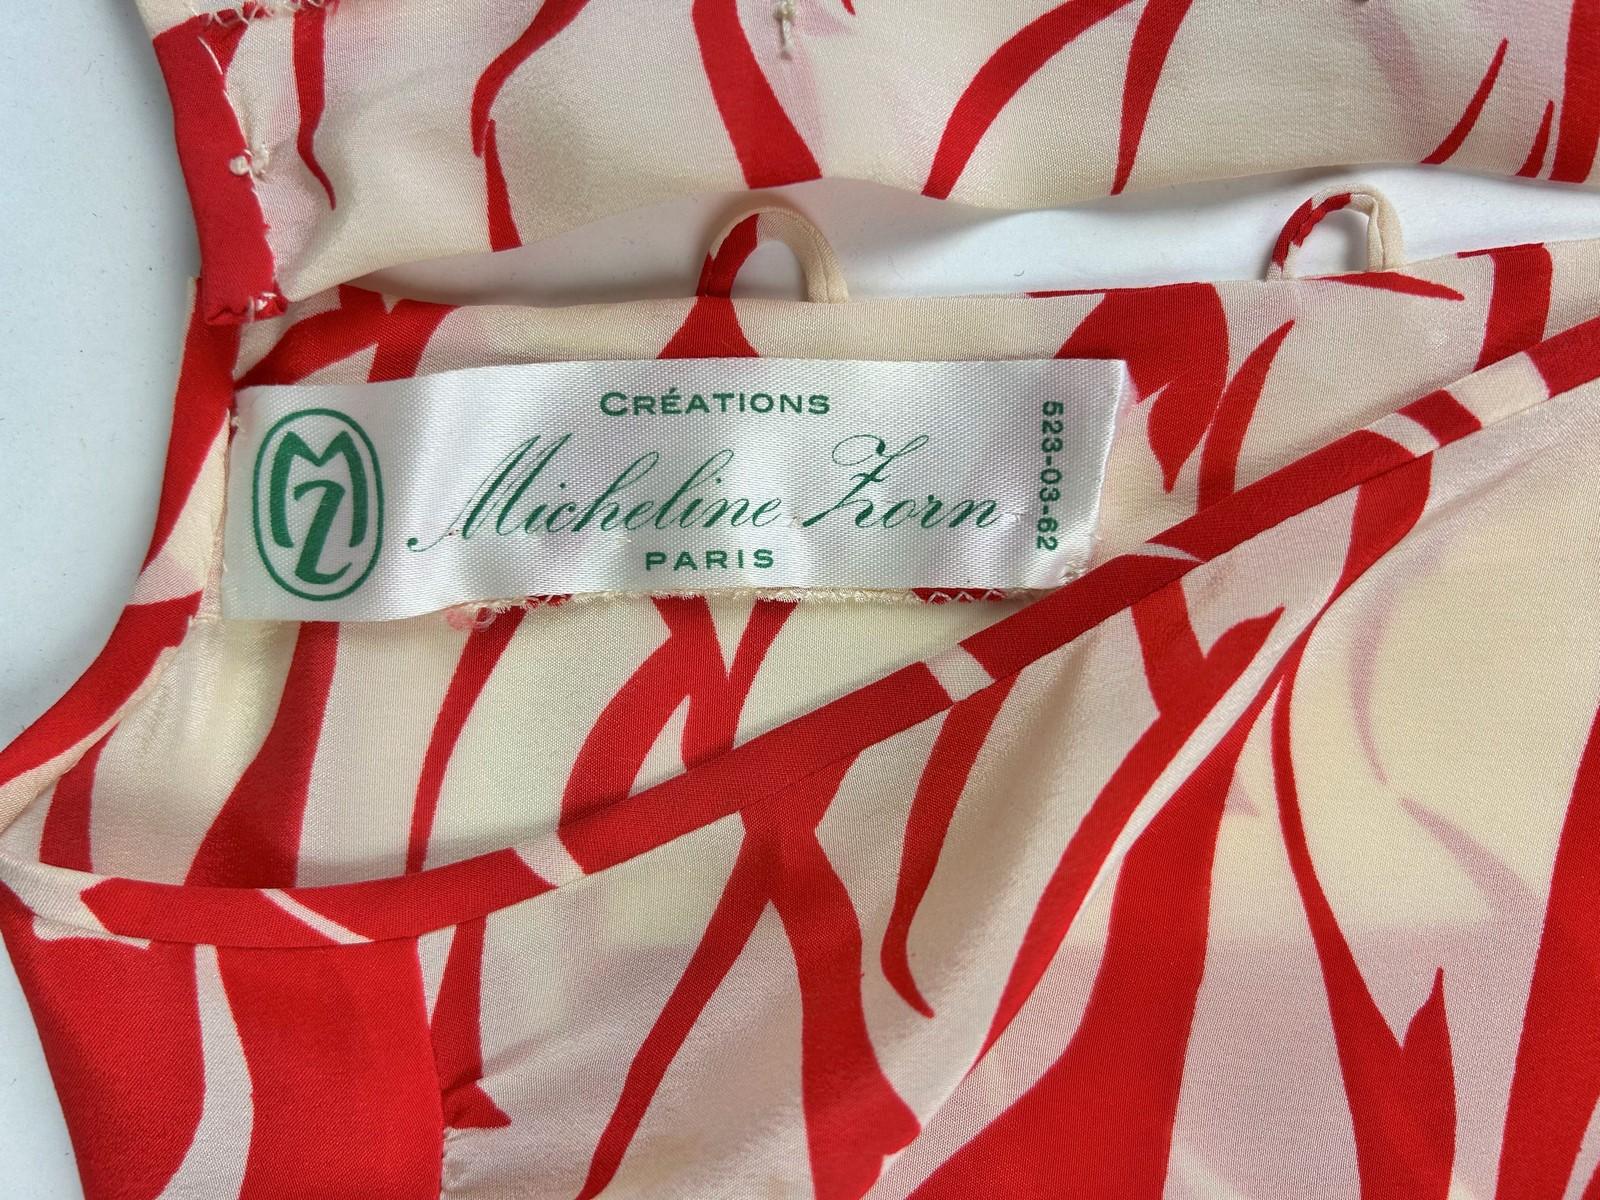 CRÉATIONS
MZ
Micheline Zorn
PARIS
523-03-62